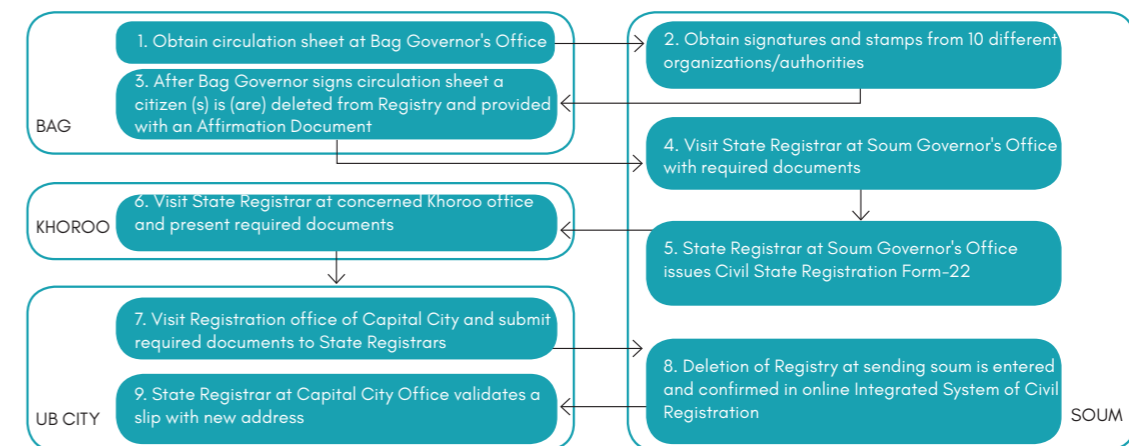 1. Obtain circulation sheet at Bag Governor's Office
2. Obtain signatures and stamps from 10 different
organizations/authorities
3. After Bag Governor signs circulation sheet a
citizen (s) is (are) deleted from Registry and provided
with an Affirmation Document
BAG
4. Visit State Registrar at Soum Governor's Office
with required documents
6. Visit State Registrar at concerned Khoroo office
and present required documents
KHOROO
5. State Registrar at Soum Governor's Office
issues Civil State Registration Form-22
7. Visit Registration office of Capital City and submit
required documents to State Registrars
8. Deletion of Registry at sending soum is entered
and confirmed in online Integrated System of Civil
Registration
9. State Registrar at Capital City Office validates a
slip with new address
UB CITY
SOUM